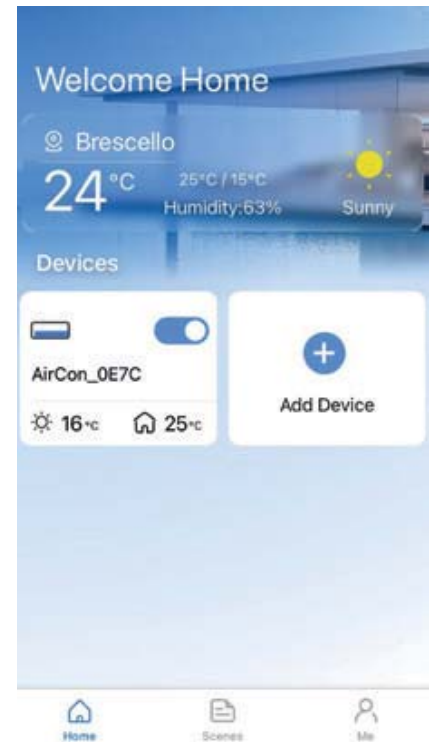 Welcome Home
Brescello
24°C
25°C / 15°C
Humidity:63%
Sunny
Devices
AirCon_0E7C
16°C
25°C
Add Device
Home
Scenes
Me